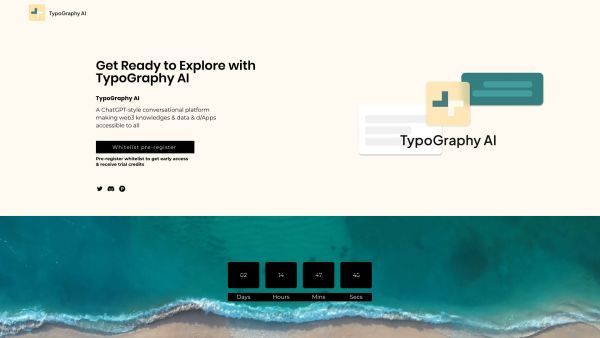 TypoGraphy AI
Get Ready to Explore with
TypoGraphy AI
TypoGraphy AI
A ChatGPT-style conversational platform
making web3 knowledges & data & d/Apps
accessible to all
Whitelist pre-register
Pre-register whitelist to get early access
& receive trial credits
TypoGraphy AI
02 14 47 45
Days Hours Mins Secs